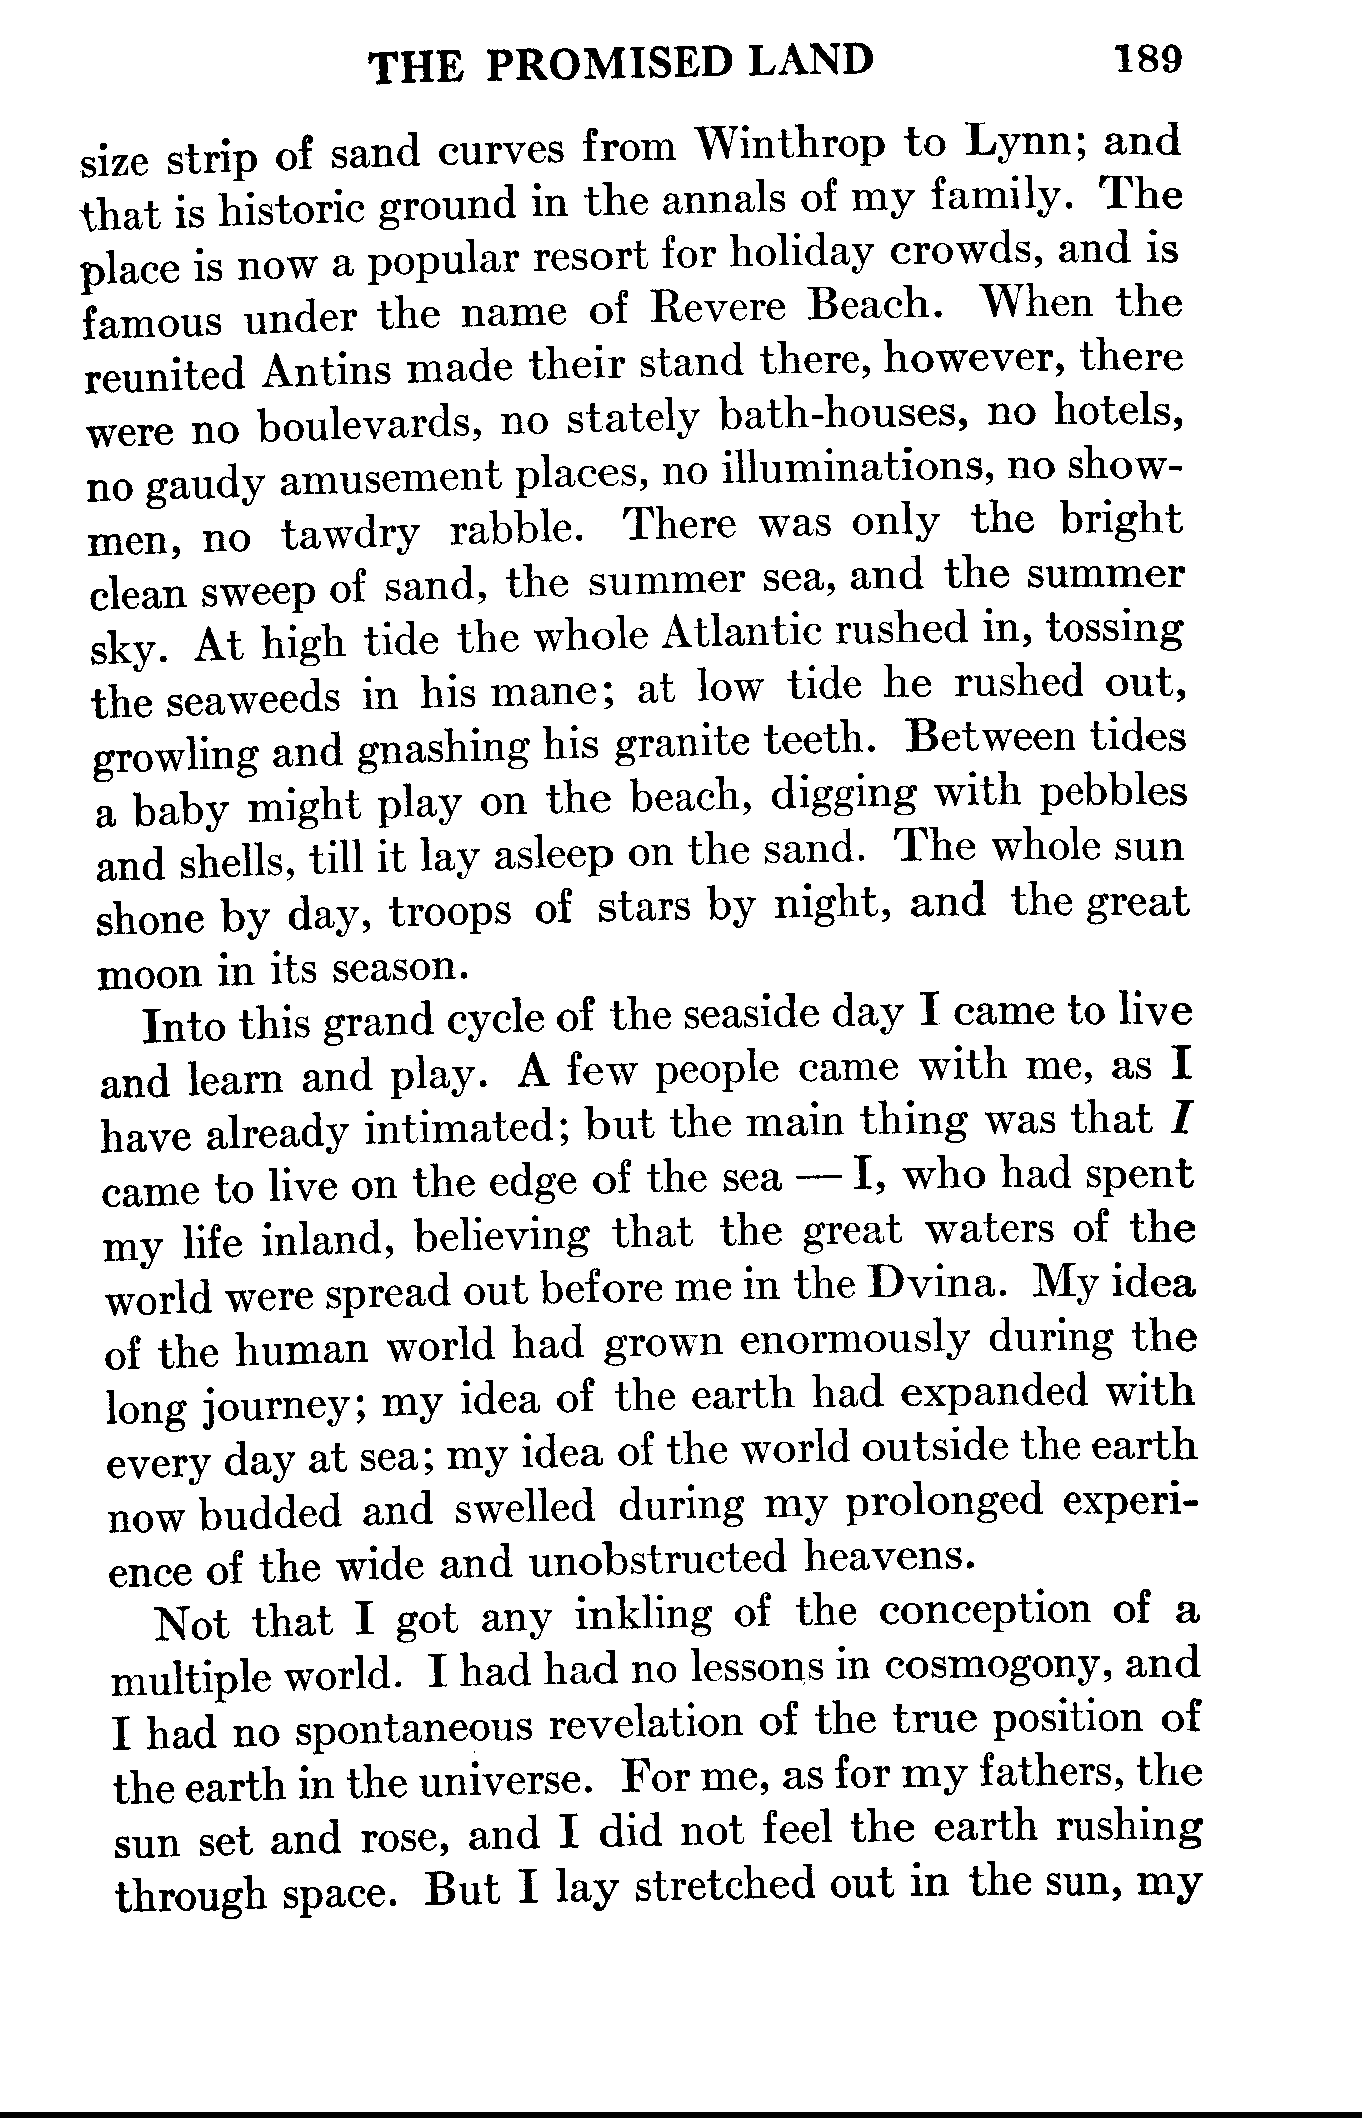 THE PROMISED LAND 189
size strip of sand curves from Winthrop to Lynn; and
that is historic ground in the annals of my family. The
place is now a popular resort for holiday crowds, and is
famous under the name of Revere Beach. When the
reunited Antins made their stand there, however, there
were no boulevards, no stately bath-houses, no hotels,
no gaudy amusement places, no illuminations, no show-
men, no tawdry rabble. There was only the bright
clean sweep of sand, the summer sea, and the summer
sky. At high tide the whole Atlantic rushed in, tossing
the seaweeds in his mane; at low tide he rushed out,
growling and gnashing his granite teeth. Between tides
a baby might play on the beach, digging with pebbles
and shells, till it lay asleep on the sand. The whole sun
shone by day, troops of stars by night, and the great
moon in its season.
Into this grand cycle of the seaside day I came to live
and learn and play. A few people came with me, as I
have already intimated; but the main thing was that I
came to live on the edge of the sea — I, who had spent
my life inland, believing that the great waters of the
world were spread out before me in the Dvina. My idea
of the human world had grown enormously during the
long journey; my idea of the earth had expanded with
every day at sea; my idea of the world outside the earth
now budded and swelled during my prolonged experi-
ence of the wide and unobstructed heavens.
Not that I got any inkling of the conception of a
multiple world. I had had no lessons in cosmogony, and
I had no spontaneous revelation of the true position of
the earth in the universe. For me, as for my fathers, the
sun set and rose, and I did not feel the earth rushing
through space. But I lay stretched out in the sun, my